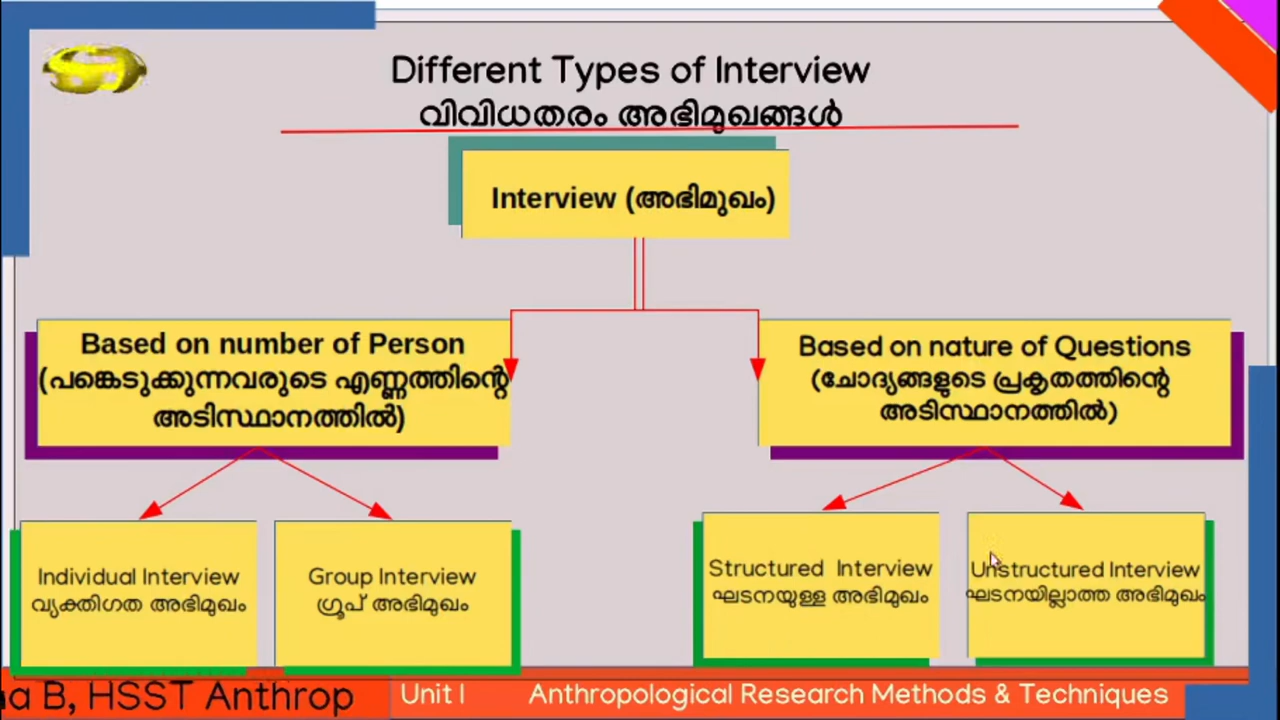 Different Types of Interview
വിവിധതരം അഭിമുഖങ്ങൾ
Interview (അഭിമുഖം)
Based on number of Person
(പങ്കെടുക്കുന്നവരുടെ എണ്ണത്തിന്റെ
അടിസ്ഥാനത്തിൽ)
Based on nature of Questions
(ചോദ്യങ്ങളുടെ പ്രകൃതത്തിന്റെ
അടിസ്ഥാനത്തിൽ)
Individual Interview
വ്യക്തിഗത അഭിമുഖം
Group Interview
ഗ്രൂപ് അഭിമുഖം
Structured Interview
ഘടനയുള്ള അഭിമുഖം
Unstructured Interview
ഘടനയില്ലാത്ത അഭിമുഖം
B, HSST Anthrop
Unit I Anthropological Research Methods & Techniques